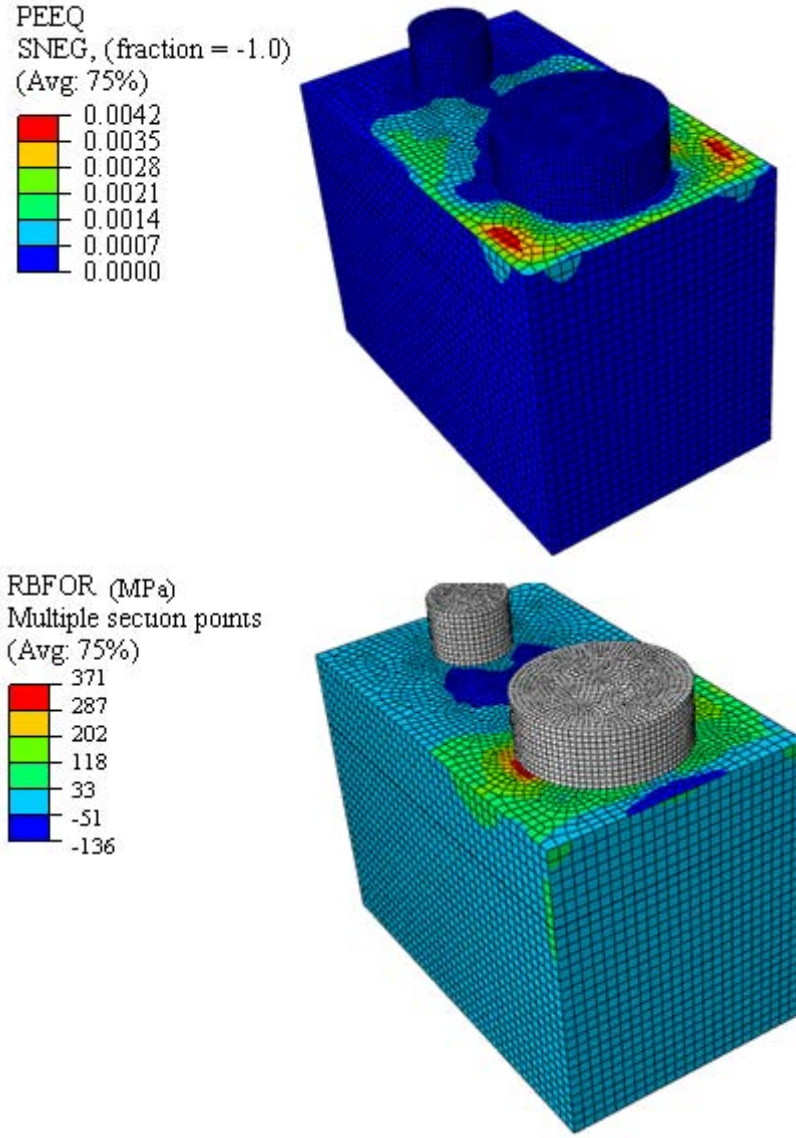 PEEQ
SNEG, (fraction = -1.0)
(Avg: 75%)
0.0042
0.0035
0.0028
0.0021
0.0014
0.0007
0.0000
RBFOR (MPa)
Multiple section points
(Avg: 75%)
371
287
202
118
33
-51
-136